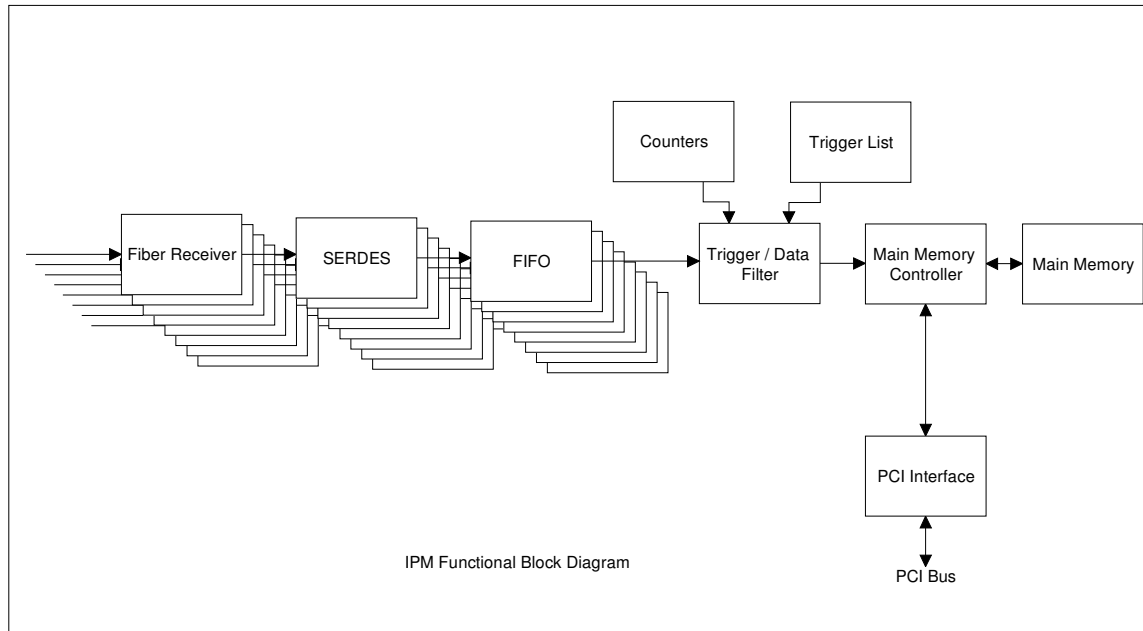 Counters
Trigger List
Fiber Receiver
SERDES
FIFO
Trigger / Data
Filter
Main Memory
Controller
Main Memory
PCI Interface
IPM Functional Block Diagram
PCI Bus